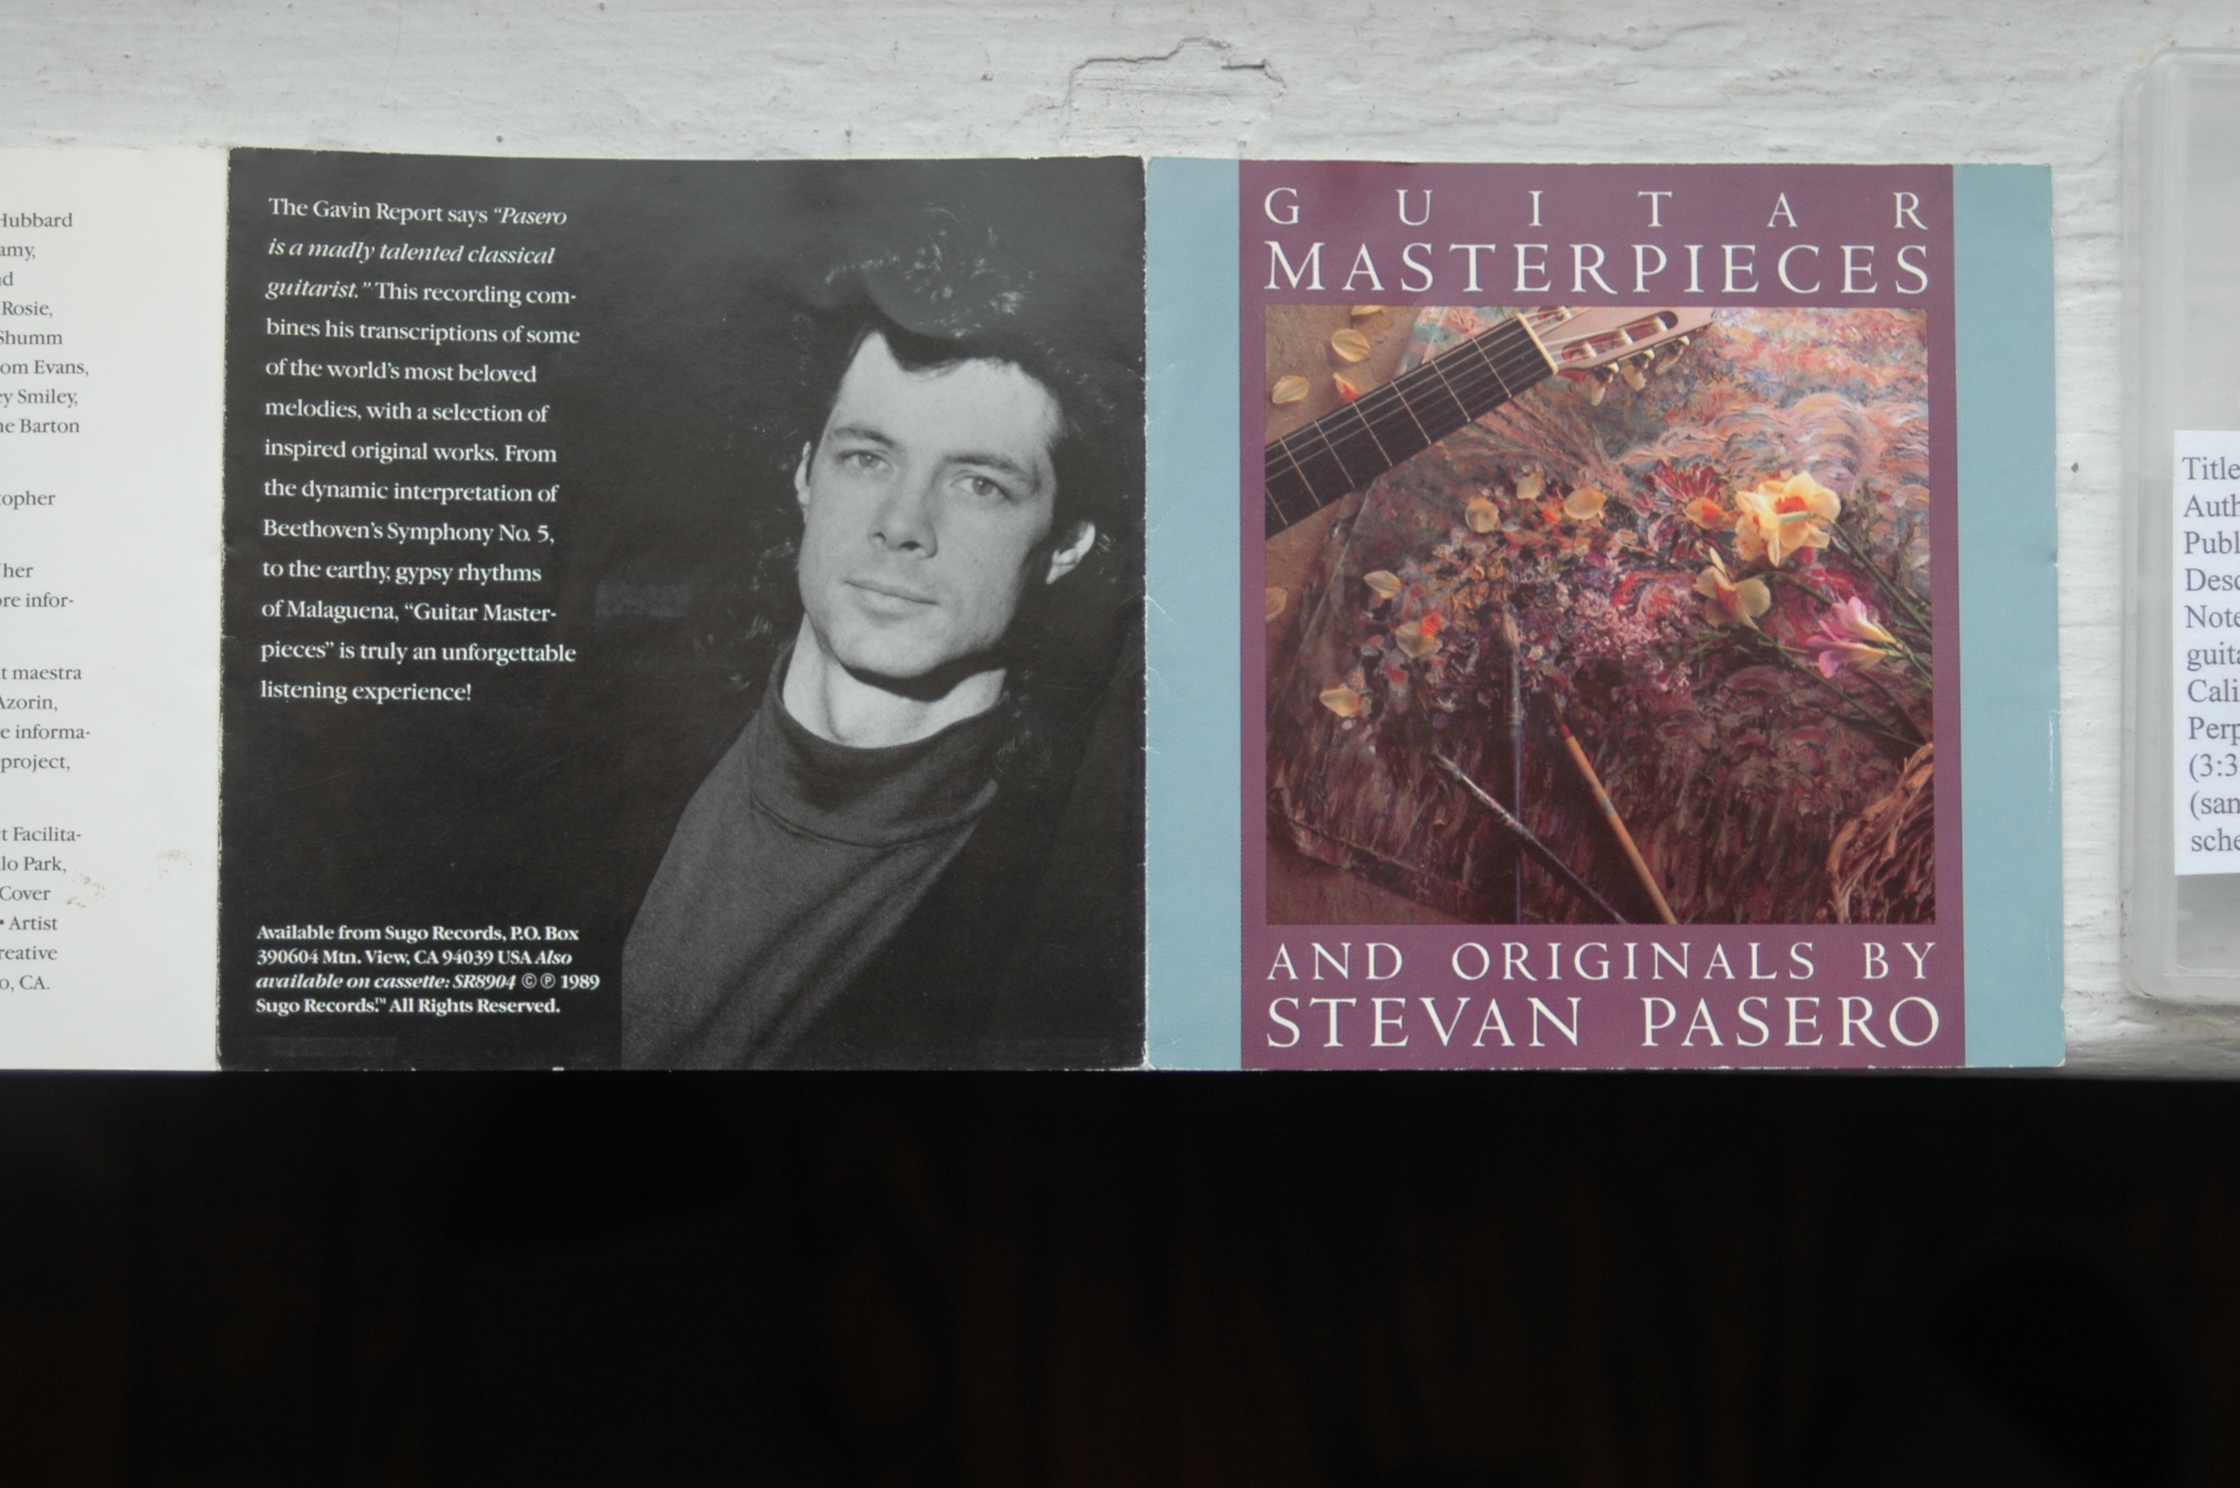 Hubbard
amy,
Rosie,
Shumm
om Evans,
ey Smiley,
ne Barton
topher
her
re infor-
t maestra
Azorin,
e informa-
project,
t Facilita-
lo Park,
Cover
• Artist
reative
o, CA.
The Gavin Report says “Pasero
is a madly talented classical
guitarist.” This recording com-
bines his transcriptions of some
of the world’s most beloved
melodies, with a selection of
inspired original works. From
the dynamic interpretation of
Beethoven’s Symphony No. 5,
to the earthy, gypsy rhythms
of Malaguena, “Guitar Master-
pieces” is truly an unforgettable
listening experience!
Available from Sugo Records, P.O. Box
390604 Mtn. View, CA 94039 USA Also
available on cassette: SR8904 © ℗ 1989
Sugo Records.™ All Rights Reserved.
GUITAR
MASTERPIECES
AND ORIGINALS BY
STEVAN PASERO
Title
Auth
Publ
Desc
Note
guita
Cali
Perp
(3:3
(san
sche